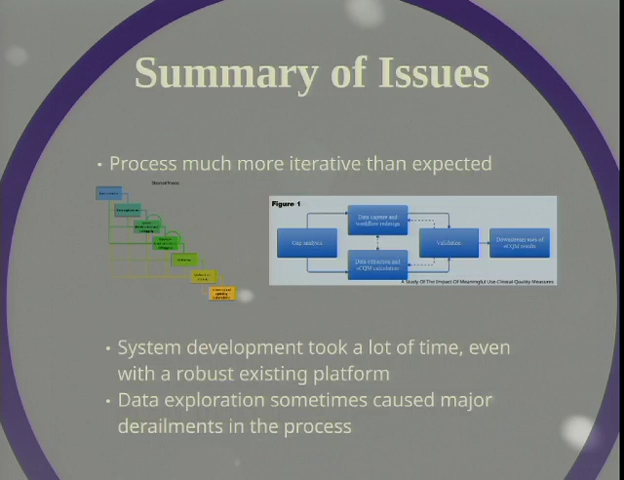 Summary of Issues
• Process much more iterative than expected
Figure 1
Data capture and
workflow redesign
Gap analysis
Validation
Downstream uses of
eCQM results
Data extraction and
eCQM calculation
A Study Of The Impact Of Meaningful Use Clinical Quality Measures
• System development took a lot of time, even
with a robust existing platform
• Data exploration sometimes caused major
derailments in the process